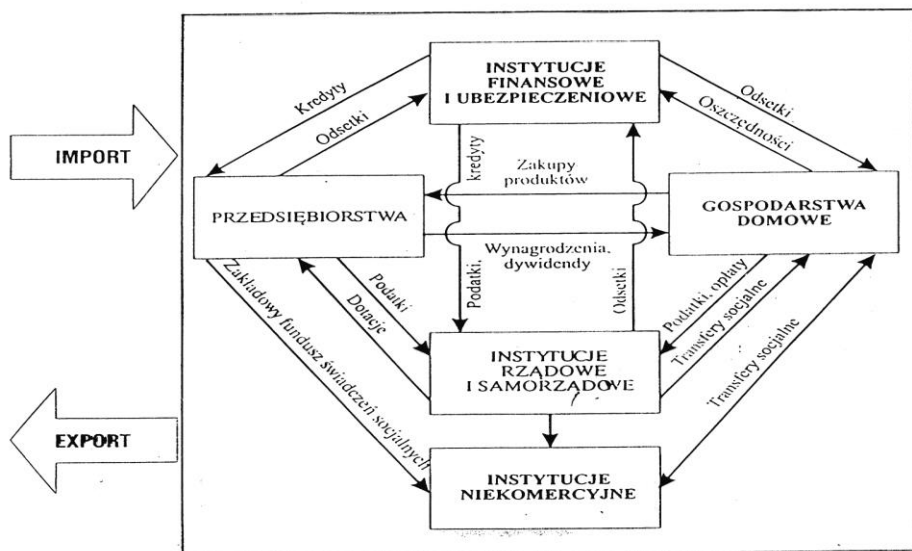 INSTYTUCJE
FINANSOWE
I UBEZPIECZENIOWE
Kredyty
Odsetki
Odsetki
Oszczędności
IMPORT
kredyty
Zakupy
produktów
PRZEDSIĘBIORSTWA
GOSPODARSTWA
DOMOWE
Wynagrodzenia,
dywidendy
Zakładowy fundusz świadczeń socjalnych
Podatki
Dotacje
Podatki,
Odsetki
Podatki, opłaty
Transfery socjalne
Transfery socjalne
INSTYTUCJE
RZĄDOWE
I SAMORZĄDOWE
EXPORT
INSTYTUCJE
NIEKOMERCYJNE